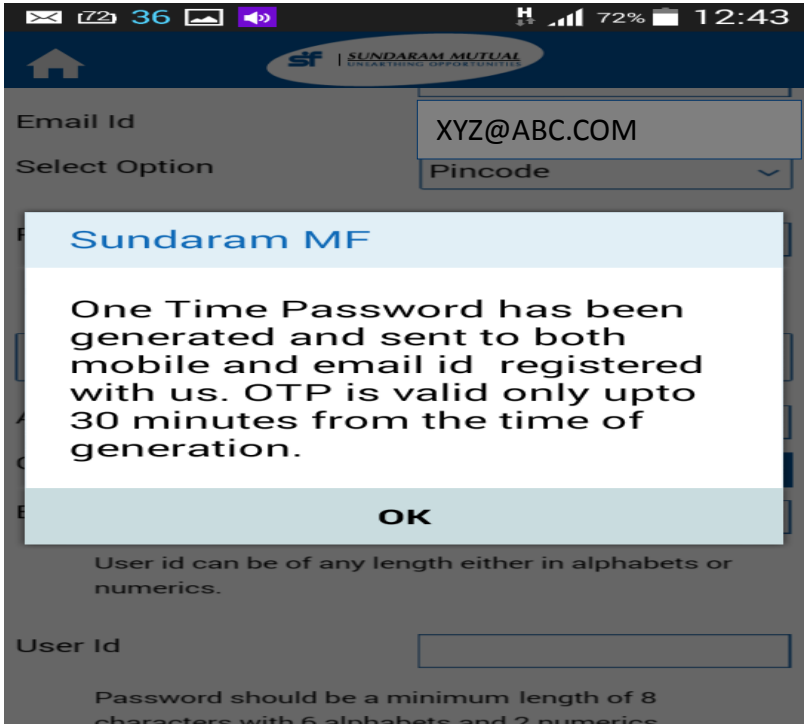 72 36 H 72% 12:43
sf | SUNDARAM MUTUAL
UNEARTHING OPPORTUNITIES
Email Id XYZ@ABC.COM
Select Option Pincode
Sundaram MF
One Time Password has been
generated and sent to both
mobile and email id registered
with us. OTP is valid only upto
30 minutes from the time of
generation.
OK
User id can be of any length either in alphabets or
numerics.
User Id
Password should be a minimum length of 8
characters with 6 alphabets and 2 numerics